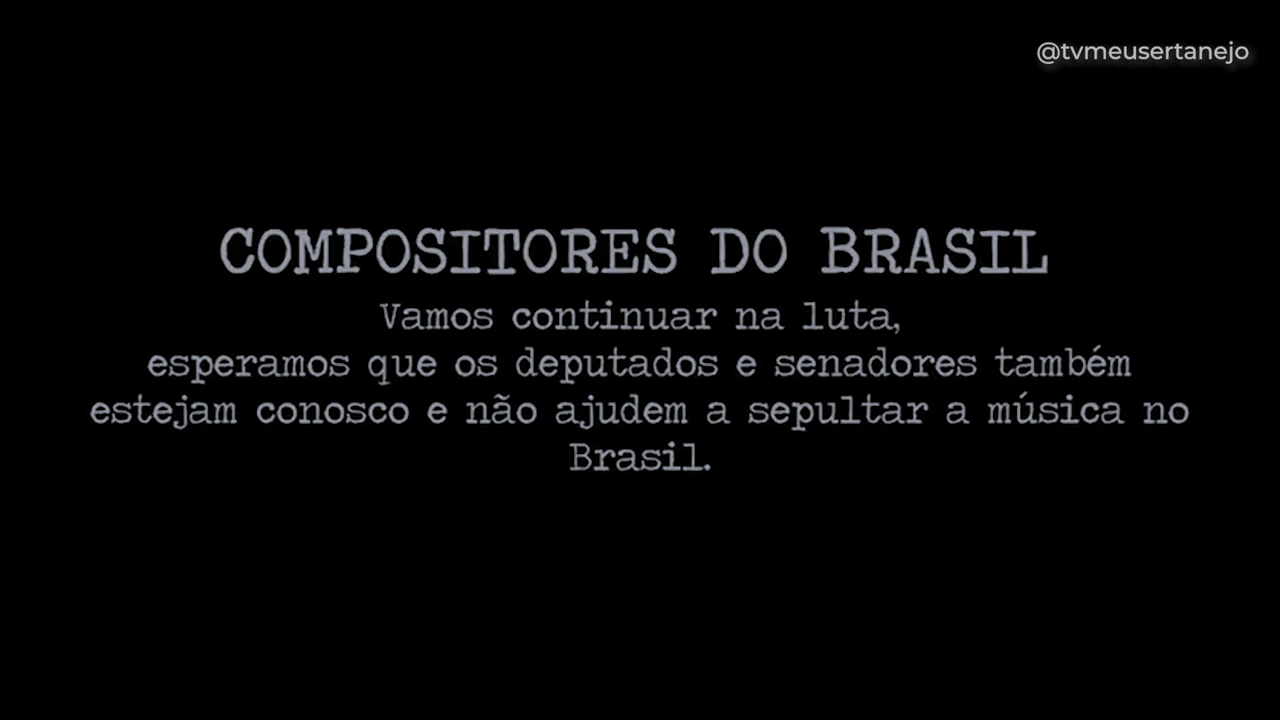 @tvmeusertanejo
COMPOSITORES DO BRASIL
Vamos continuar na luta,
esperamos que os deputados e senadores também
estejam conosco e não ajudem a sepultar a música no
Brasil.